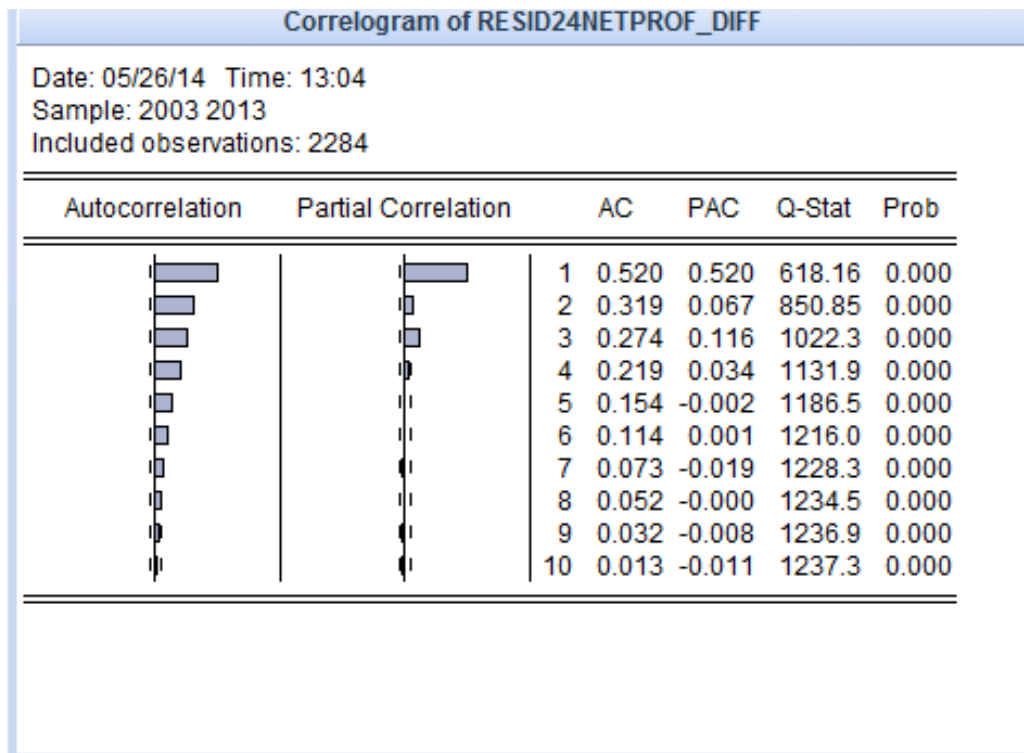 Correlogram of RESID24NETPROF_DIFF
Date: 05/26/14 Time: 13:04
Sample: 2003 2013
Included observations: 2284
Autocorrelation Partial Correlation AC PAC Q-Stat Prob
1 0.520 0.520 618.16 0.000
2 0.319 0.067 850.85 0.000
3 0.274 0.116 1022.3 0.000
4 0.219 0.034 1131.9 0.000
5 0.154 -0.002 1186.5 0.000
6 0.114 0.001 1216.0 0.000
7 0.073 -0.019 1228.3 0.000
8 0.052 -0.000 1234.5 0.000
9 0.032 -0.008 1236.9 0.000
10 0.013 -0.011 1237.3 0.000